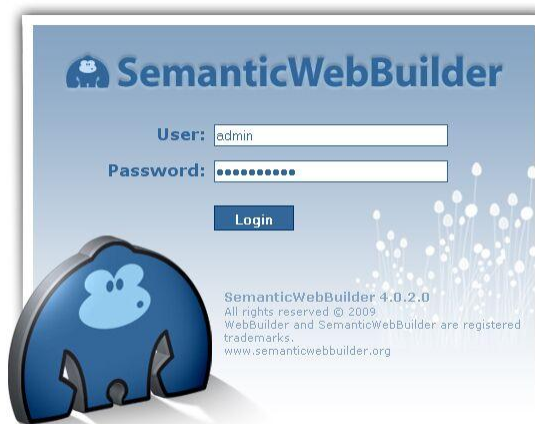 SemanticWebBuilder
User: admin
Password: ••••••••••
Login
SemanticWebBuilder 4.0.2.0
All rights reserved © 2009
WebBuilder and SemanticWebBuilder are registered
trademarks.
www.semanticwebbuilder.org